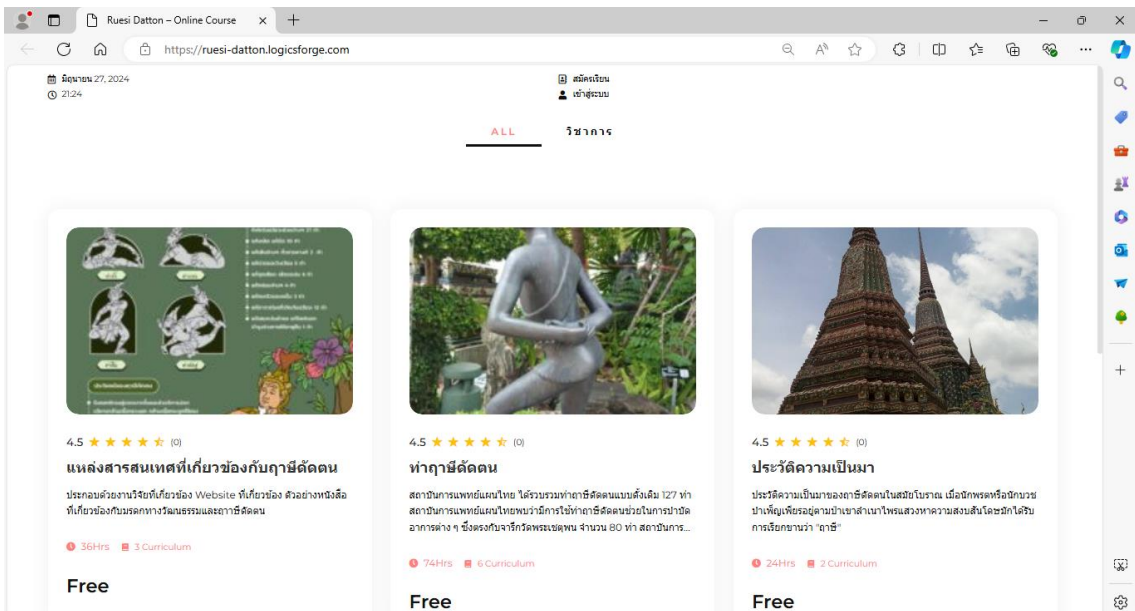 Ruesi Datton – Online Course
https://ruesi-datton.logicsforge.com
มิถุนายน 27, 2024
21:24
สมัครเรียน
เข้าสู่ระบบ
ALL วิชาการ
ท่านั่ง
ท่ายืน
4.5 (0)
แหล่งสารสนเทศที่เกี่ยวข้องกับฤาษีดัดตน
ประกอบด้วยงานวิจัยที่เกี่ยวข้อง Website ที่เกี่ยวข้อง ตัวอย่างหนังสือ
ที่เกี่ยวข้องกับมรดกทางวัฒนธรรมและฤาาษีดัดตน
36Hrs 3 Curriculum
Free
4.5 (0)
ท่าฤาษีดัดตน
สถาบันการแพทย์แผนไทย ได้รวบรวมท่าฤาษีดัดตนแบบดั้งเดิม 127 ท่า
สถาบันการแพทย์แผนไทยพบว่ามีการใช้ท่าฤาษีดัดตนช่วยในการบำบัด
อาการต่าง ๆ ซึ่งตรงกับจารึกวัดพระเชตุพน จำนวน 80 ท่า สถาบันการ...
74Hrs 6 Curriculum
Free
4.5 (0)
ประวัติความเป็นมา
ประวัติความเป็นมาของฤาษีดัดตนในสมัยโบราณ เมื่อนักพรตหรือนักบวช
บำเพ็ญเพียรอยู่ตามป่าเขาลำเนาไพรแสวงหาความสงบสันโดษมักได้รับ
การเรียกขานว่า “ฤาษี”
24Hrs 2 Curriculum
Free